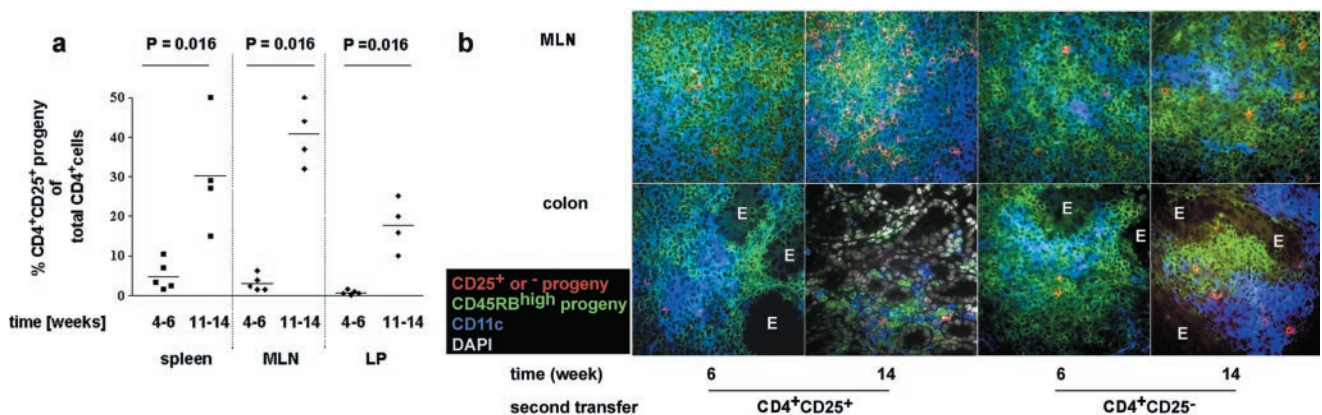 a
P = 0.016 P = 0.016 P =0.016
% CD4+CD25+ progeny
of
total CD4+cells
50
40
30
20
10
0
time [weeks] 4-6 11-14 4-6 11-14 4-6 11-14
spleen MLN LP
b
MLN
colon
E E E E E E E E
CD25+ or - progeny
CD45RBhigh progeny
CD11c
DAPI
time (week) 6 14 6 14
second transfer CD4+CD25+ CD4+CD25-